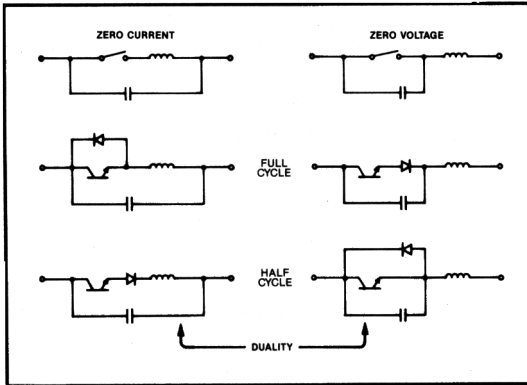 ZERO CURRENT
ZERO VOLTAGE
FULL
CYCLE
HALF
CYCLE
DUALITY